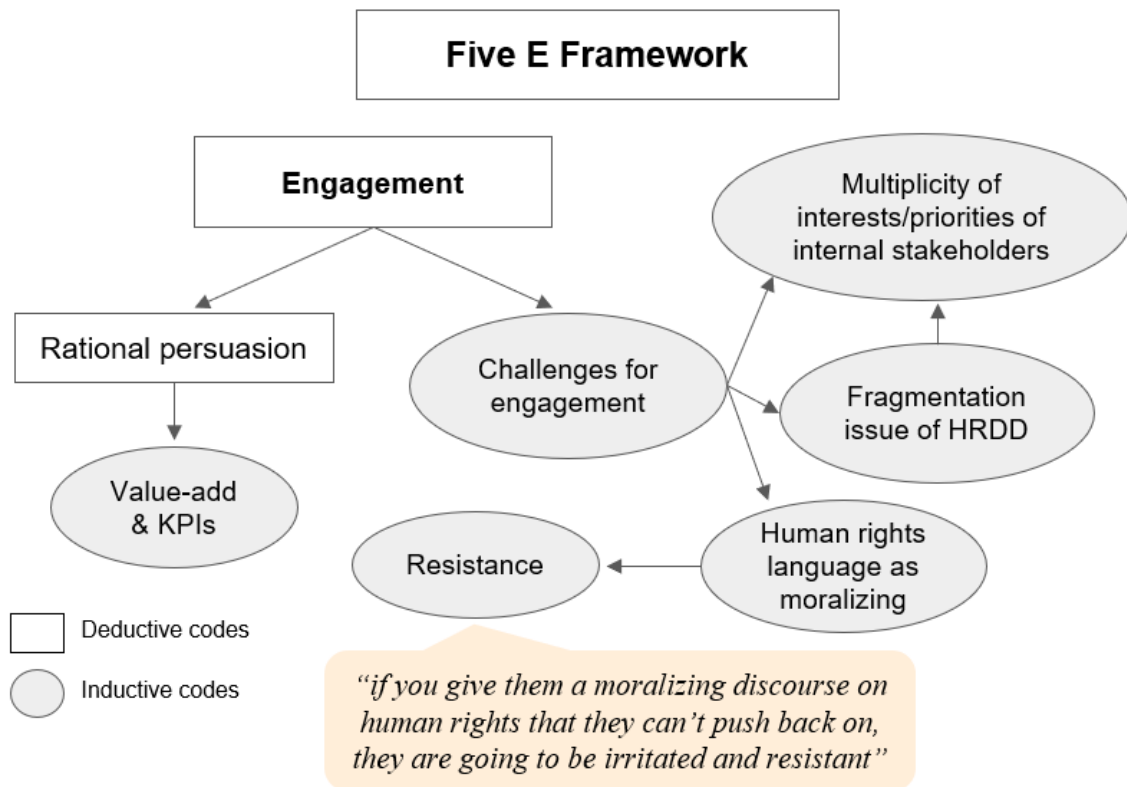 Five E Framework
Engagement
Multiplicity of
interests/priorities of
internal stakeholders
Rational persuasion
Challenges for
engagement
Fragmentation
issue of HRDD
Value-add
& KPIs
Human rights
language as
moralizing
Resistance
Deductive codes
Inductive codes
“if you give them a moralizing discourse on
human rights that they can’t push back on,
they are going to be irritated and resistant”